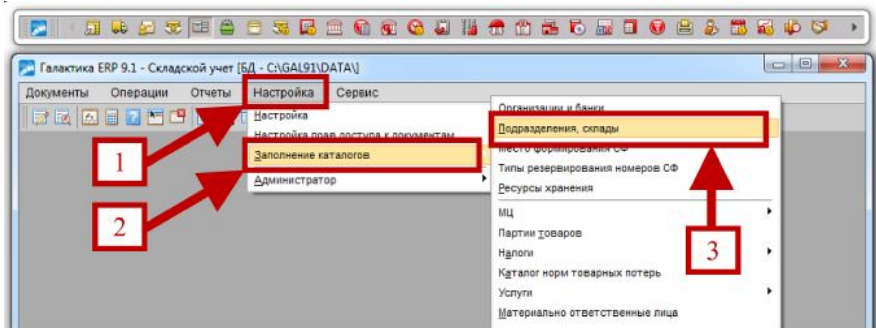 Галактика ERP 9.1 - Складской учет [БД - C:\GAL91\DATA\]
Документы Операции Отчеты Настройка Сервис
Настройка
Настройка прав доступа к документам
Заполнение каталогов
Администратор
Организации и банки
Подразделения, склады
Место формирования СФ
Типы резервирования номеров СФ
Ресурсы хранения
МЦ
Партии товаров
Налоги
Каталог норм товарных потерь
Услуги
Материально ответственные лица
1
2
3